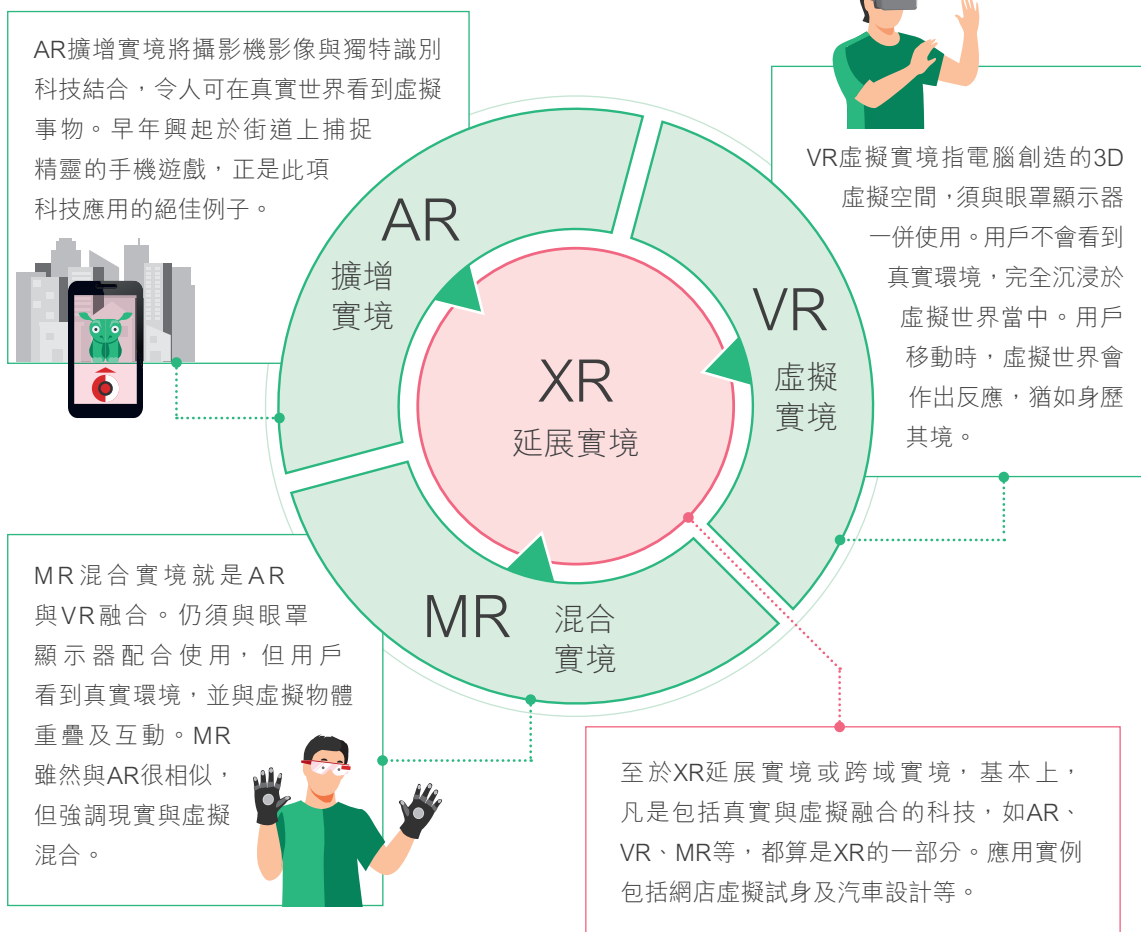 AR擴增實境將攝影機影像與獨特識別
科技結合，令人可在真實世界看到虛擬
事物。早年興起於街道上捕捉
精靈的手機遊戲，正是此項
科技應用的絕佳例子。
AR
擴增
實境
VR虛擬實境指電腦創造的3D
虛擬空間，須與眼罩顯示器
一併使用。用戶不會看到
真實環境，完全沉浸於
虛擬世界當中。用戶
移動時，虛擬世界會
作出反應，猶如身歷
其境。
VR
虛擬
實境
XR
延展實境
MR混合實境就是AR
與VR融合。仍須與眼罩
顯示器配合使用，但用戶
看到真實環境，並與虛擬物體
重疊及互動。MR
雖然與AR很相似，
但強調現實與虛擬
混合。
MR
混合
實境
至於XR延展實境或跨域實境，基本上，
凡是包括真實與虛擬融合的科技，如AR、
VR、MR等，都算是XR的一部分。應用實例
包括網店虛擬試身及汽車設計等。